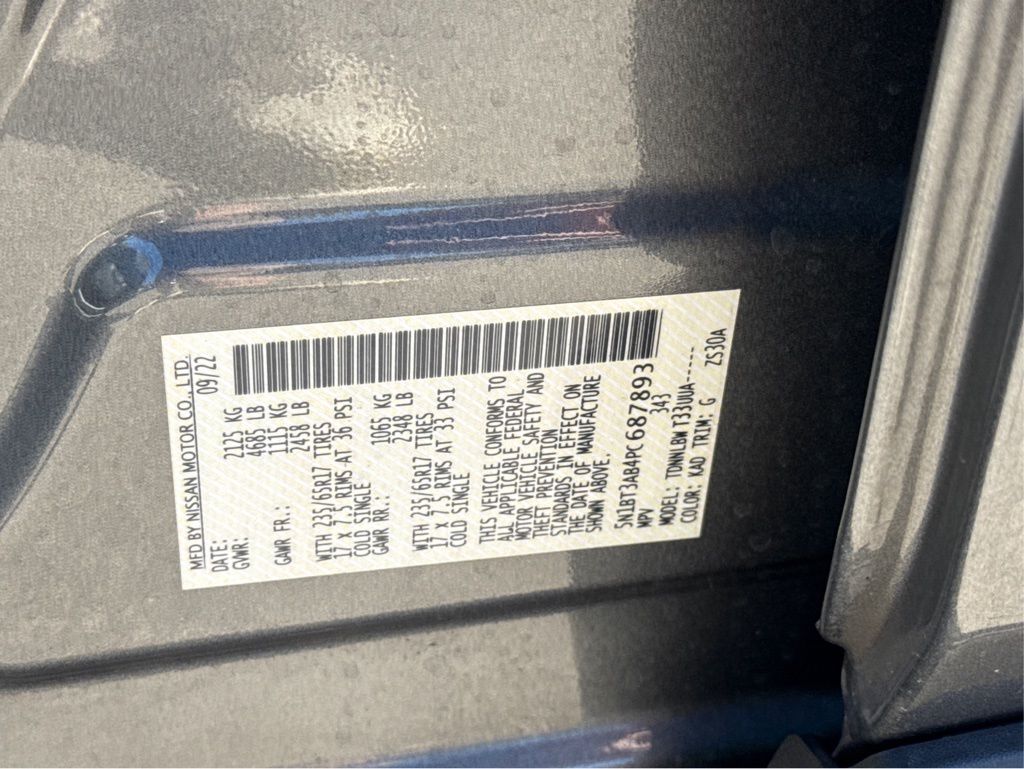 MFD BY NISSAN MOTOR CO., LTD.
DATE: 09/22
GVWR: 2125 KG
4685 LB
GAWR FR.: 1115 KG
2458 LB
WITH 235/65R17 TIRES
17 X 7.5 RIMS AT 36 PSI
COLD SINGLE
GAWR RR.: 1065 KG
2348 LB
WITH 235/65R17 TIRES
17 X 7.5 RIMS AT 33 PSI
COLD SINGLE
THIS VEHICLE CONFORMS TO
ALL APPLICABLE FEDERAL
MOTOR VEHICLE SAFETY AND
THEFT PREVENTION
STANDARDS IN EFFECT ON
THE DATE OF MANUFACTURE
SHOWN ABOVE.
5N1BT3AB4PC687893
MPV 343
MODEL: TDNNLBW T33UUA-----
COLOR: KAD TRIM: G ZS30A